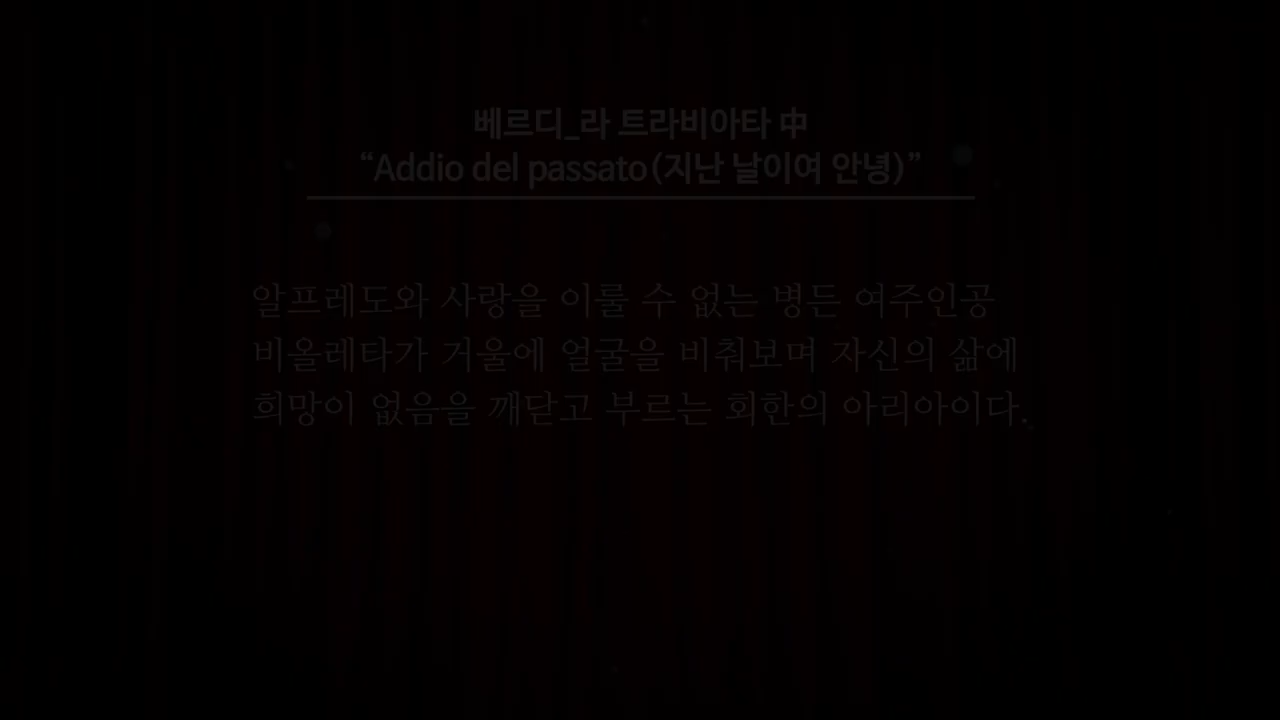 베르디_라 트라비아타 中
“Addio del passato(지난 날이여 안녕)”
알프레도와 사랑을 이룰 수 없는 병든 여주인공
비올레타가 거울에 얼굴을 비춰보며 자신의 삶에
희망이 없음을 깨닫고 부르는 회한의 아리아이다.